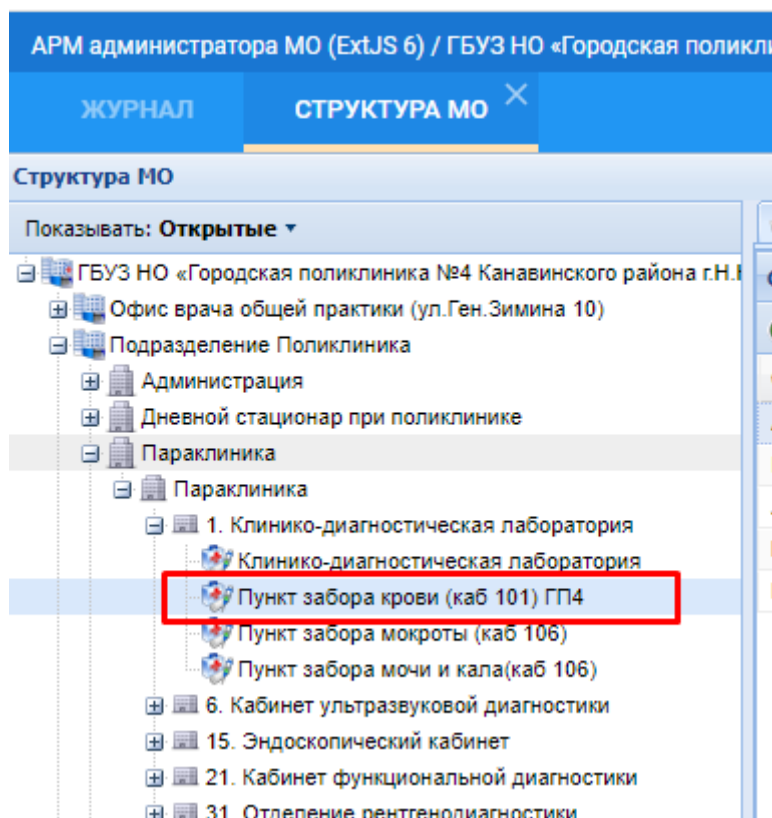 АРМ администратора МО (ExtJS 6) / ГБУЗ НО «Городская
ЖУРНАЛ
СТРУКТУРА МО
Структура МО
Показывать: Открытые
ГБУЗ НО «Городская поликлиника №4 Канавинского района г.Н.
Офис врача общей практики (ул.Ген.Зимина 10)
Подразделение Поликлиника
Администрация
Дневной стационар при поликлинике
Параклиника
Параклиника
1. Клинико-диагностическая лаборатория
Клинико-диагностическая лаборатория
Пункт забора крови (каб 101) ГП4
Пункт забора мокроты (каб 106)
Пункт забора мочи и кала(каб 106)
6. Кабинет ультразвуковой диагностики
15. Эндоскопический кабинет
21. Кабинет функциональной диагностики
31. Отделение рентгенодиагностики